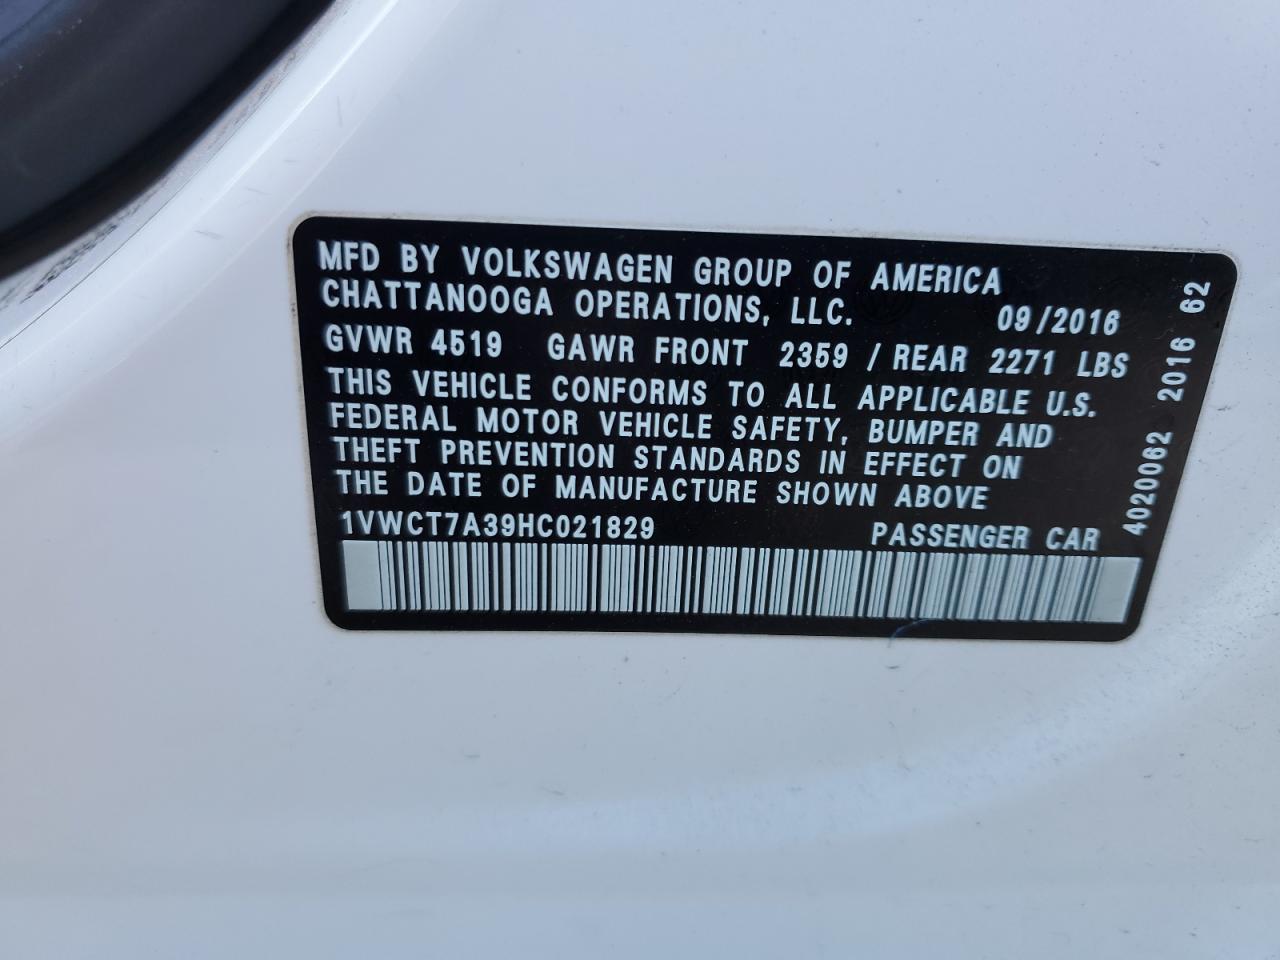 MFD BY VOLKSWAGEN GROUP OF AMERICA
CHATTANOOGA OPERATIONS, LLC. 09/2016
GVWR 4519 GAWR FRONT 2359 / REAR 2271 LBS
THIS VEHICLE CONFORMS TO ALL APPLICABLE U.S.
FEDERAL MOTOR VEHICLE SAFETY, BUMPER AND
THEFT PREVENTION STANDARDS IN EFFECT ON
THE DATE OF MANUFACTURE SHOWN ABOVE
1VWCT7A39HC021829 PASSENGER CAR
4020062 2016 62